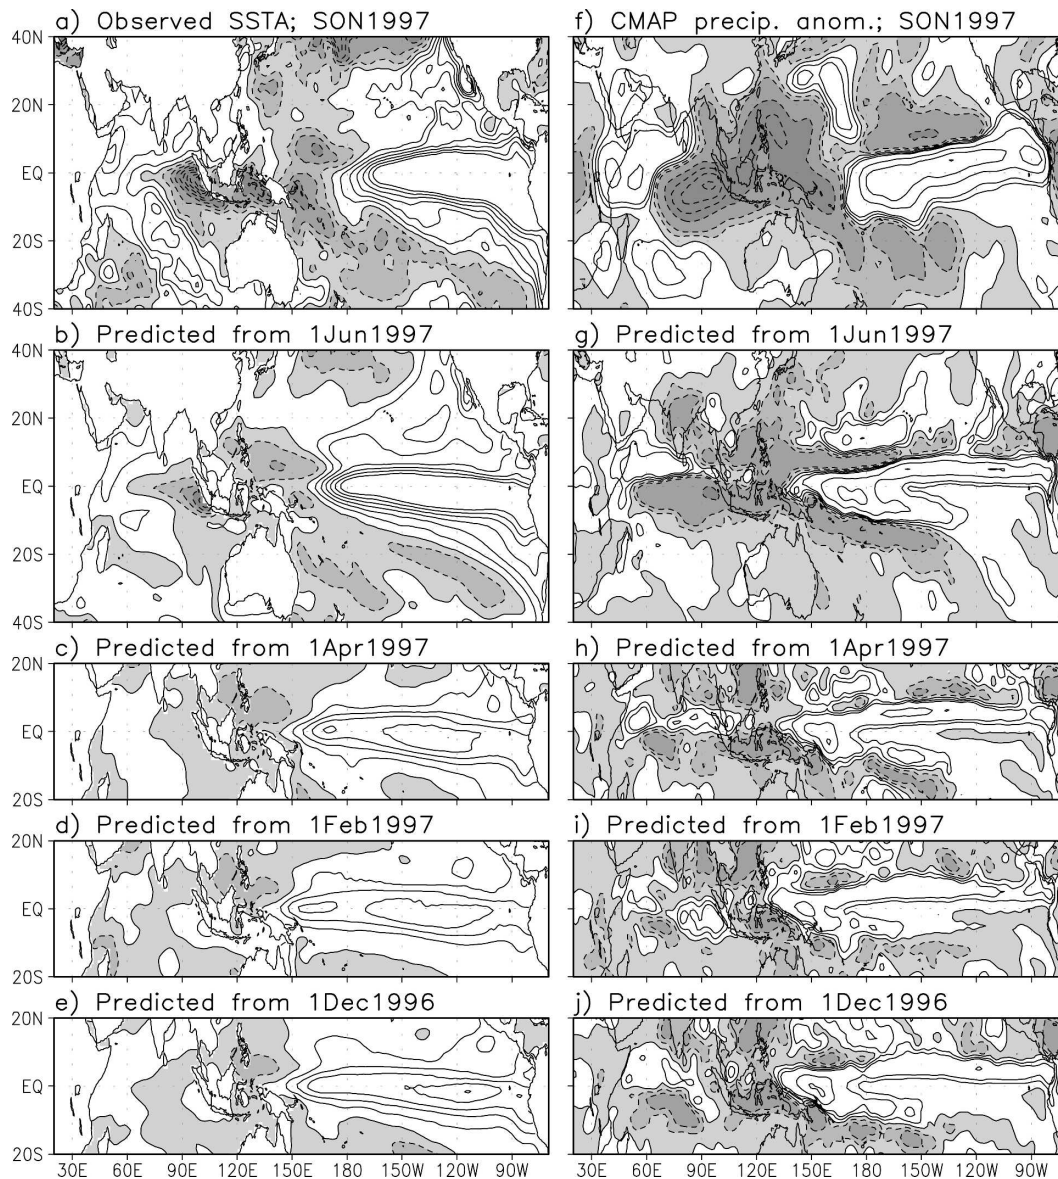 a) Observed SSTA; SON1997
40N
20N
EQ
20S
40S
b) Predicted from 1Jun1997
40N
20N
EQ
20S
40S
c) Predicted from 1Apr1997
20N
EQ
20S
d) Predicted from 1Feb1997
20N
EQ
20S
e) Predicted from 1Dec1996
20N
EQ
20S
30E 60E 90E 120E 150E 180 150W 120W 90W
f) CMAP precip. anom.; SON1997
g) Predicted from 1Jun1997
h) Predicted from 1Apr1997
i) Predicted from 1Feb1997
j) Predicted from 1Dec1996
30E 60E 90E 120E 150E 180 150W 120W 90W